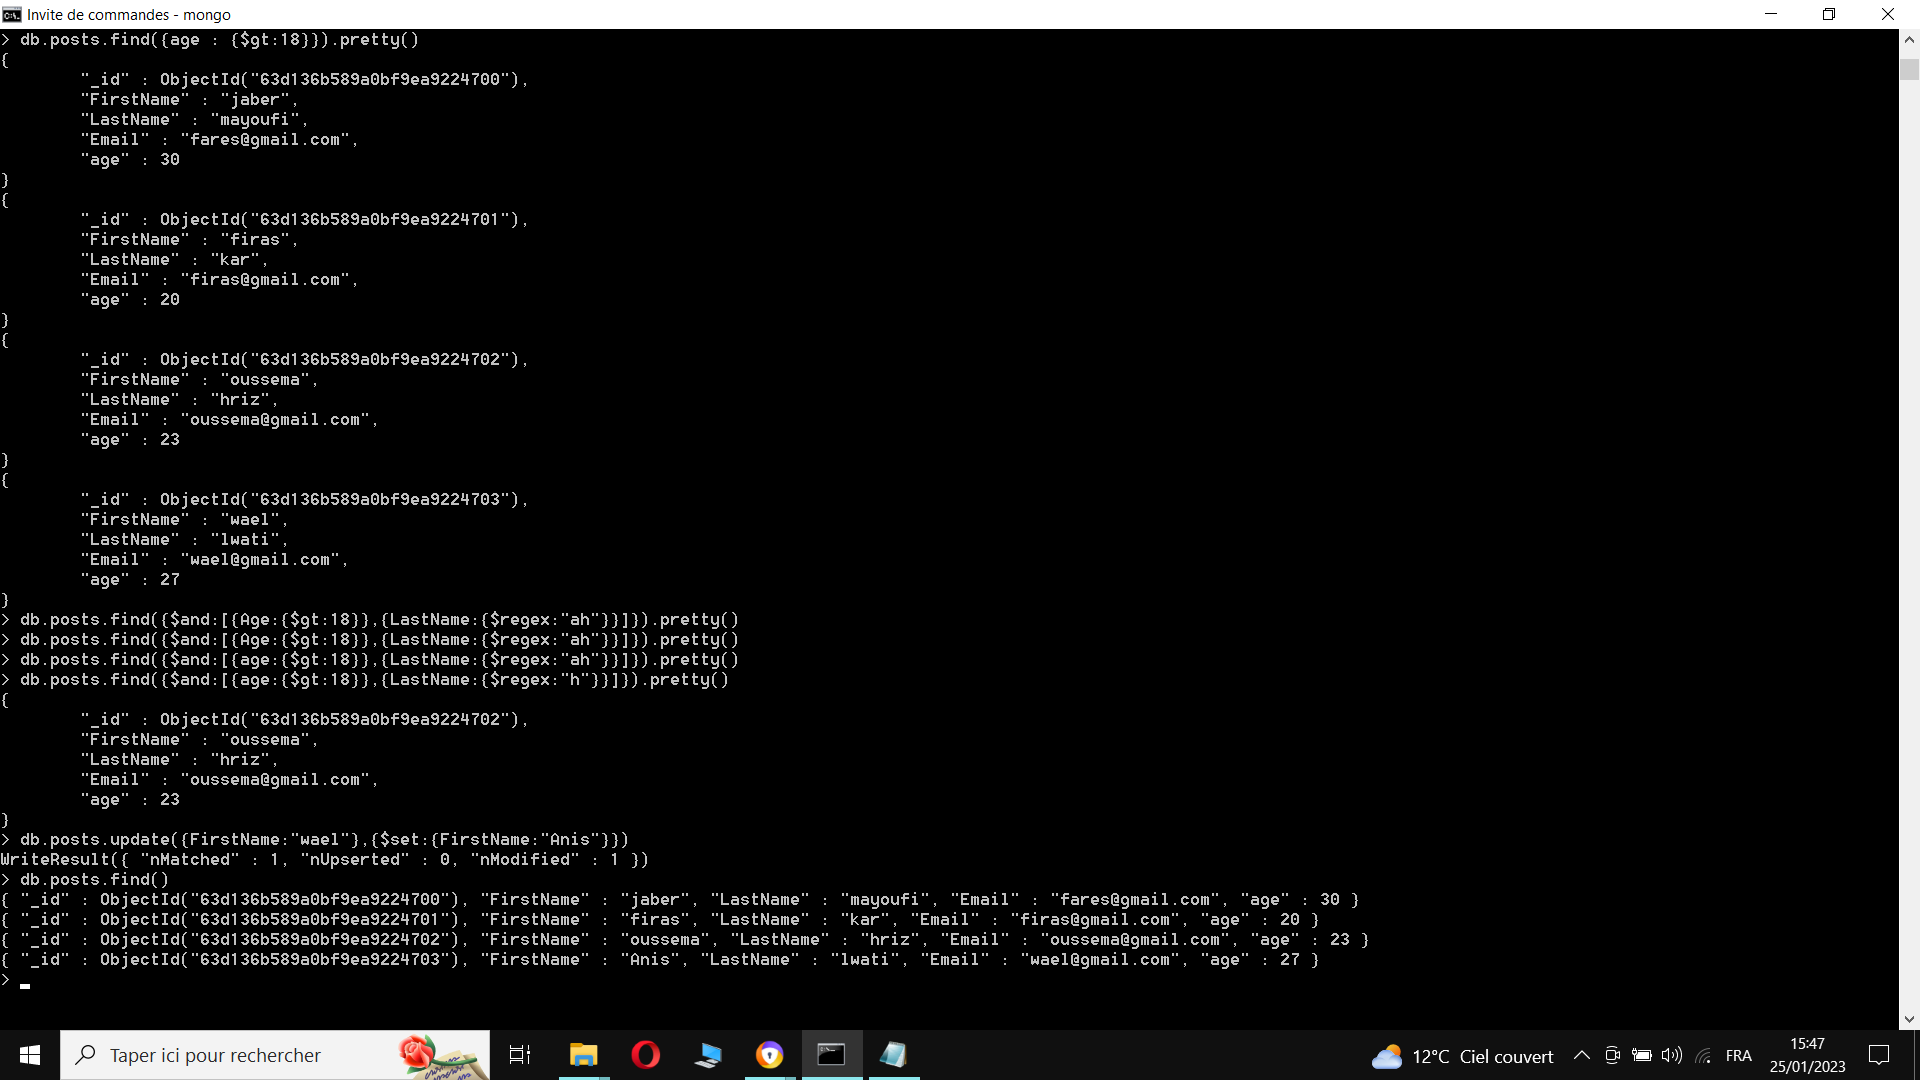 Invite de commandes - mongo
> db.posts.find({age : {$gt:18}}).pretty()
{
"_id" : ObjectId("63d136b589a0bf9ea9224700"),
"FirstName" : "jaber",
"LastName" : "mayoufi",
"Email" : "fares@gmail.com",
"age" : 30
}
{
"_id" : ObjectId("63d136b589a0bf9ea9224701"),
"FirstName" : "firas",
"LastName" : "kar",
"Email" : "firas@gmail.com",
"age" : 20
}
{
"_id" : ObjectId("63d136b589a0bf9ea9224702"),
"FirstName" : "oussema",
"LastName" : "hriz",
"Email" : "oussema@gmail.com",
"age" : 23
}
{
"_id" : ObjectId("63d136b589a0bf9ea9224703"),
"FirstName" : "wael",
"LastName" : "lwati",
"Email" : "wael@gmail.com",
"age" : 27
}
> db.posts.find({$and:[{Age:{$gt:18}},{LastName:{$regex:"ah"}}]}).pretty()
> db.posts.find({$and:[{Age:{$gt:18}},{LastName:{$regex:"ah"}}]}).pretty()
> db.posts.find({$and:[{age:{$gt:18}},{LastName:{$regex:"ah"}}]}).pretty()
> db.posts.find({$and:[{age:{$gt:18}},{LastName:{$regex:"h"}}]}).pretty()
{
"_id" : ObjectId("63d136b589a0bf9ea9224702"),
"FirstName" : "oussema",
"LastName" : "hriz",
"Email" : "oussema@gmail.com",
"age" : 23
}
> db.posts.update({FirstName:"wael"},{$set:{FirstName:"Anis"}})
WriteResult({ "nMatched" : 1, "nUpserted" : 0, "nModified" : 1 })
> db.posts.find()
{ "_id" : ObjectId("63d136b589a0bf9ea9224700"), "FirstName" : "jaber", "LastName" : "mayoufi", "Email" : "fares@gmail.com", "age" : 30 }
{ "_id" : ObjectId("63d136b589a0bf9ea9224701"), "FirstName" : "firas", "LastName" : "kar", "Email" : "firas@gmail.com", "age" : 20 }
{ "_id" : ObjectId("63d136b589a0bf9ea9224702"), "FirstName" : "oussema", "LastName" : "hriz", "Email" : "oussema@gmail.com", "age" : 23 }
{ "_id" : ObjectId("63d136b589a0bf9ea9224703"), "FirstName" : "Anis", "LastName" : "lwati", "Email" : "wael@gmail.com", "age" : 27 }
>
Taper ici pour rechercher
12°C Ciel couvert
FRA
15:47
25/01/2023